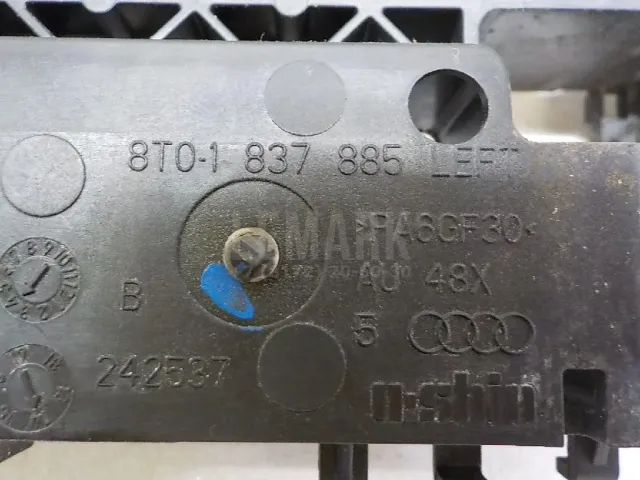 8T0-1 837 885 LEFT
>PA6GF30<
AU 48X
B
5
242537
u-shin